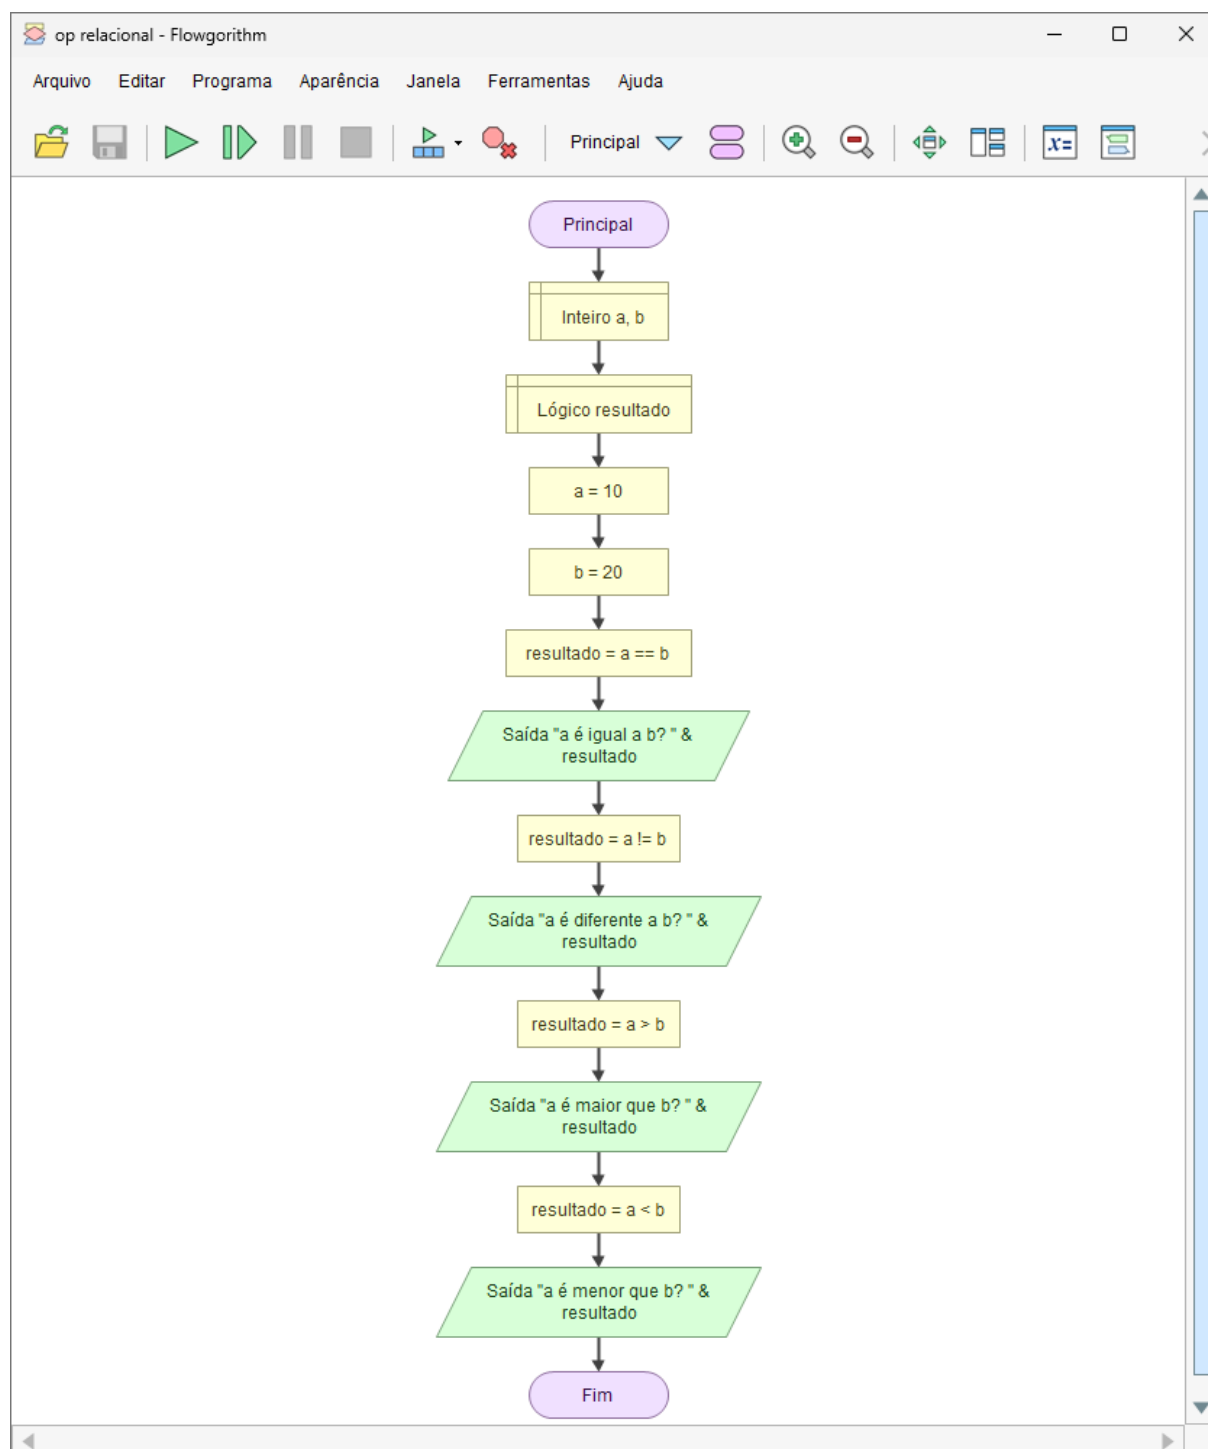 op relacional - Flowgorithm
Arquivo Editar Programa Aparência Janela Ferramentas Ajuda
Principal
x=
Principal
Inteiro a, b
Lógico resultado
a = 10
b = 20
resultado = a == b
Saída "a é igual a b? " &
resultado
resultado = a != b
Saída "a é diferente a b? " &
resultado
resultado = a > b
Saída "a é maior que b? " &
resultado
resultado = a < b
Saída "a é menor que b? " &
resultado
Fim